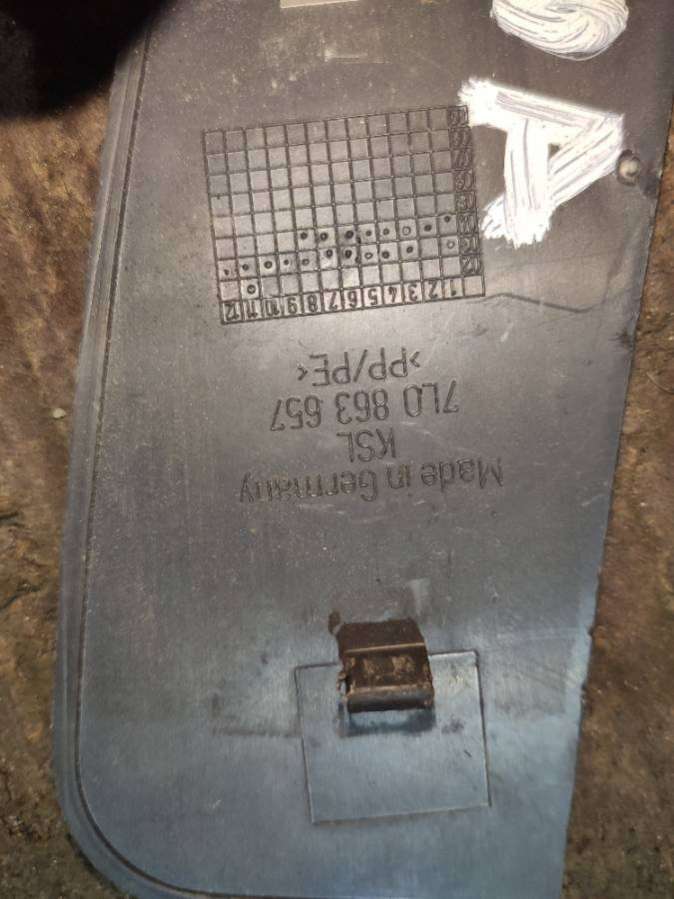 Made in Germany
KSL
7L0 863 657
>PP/PE<
1 2 3 4 5 6 7 8 9 10 11 12
A